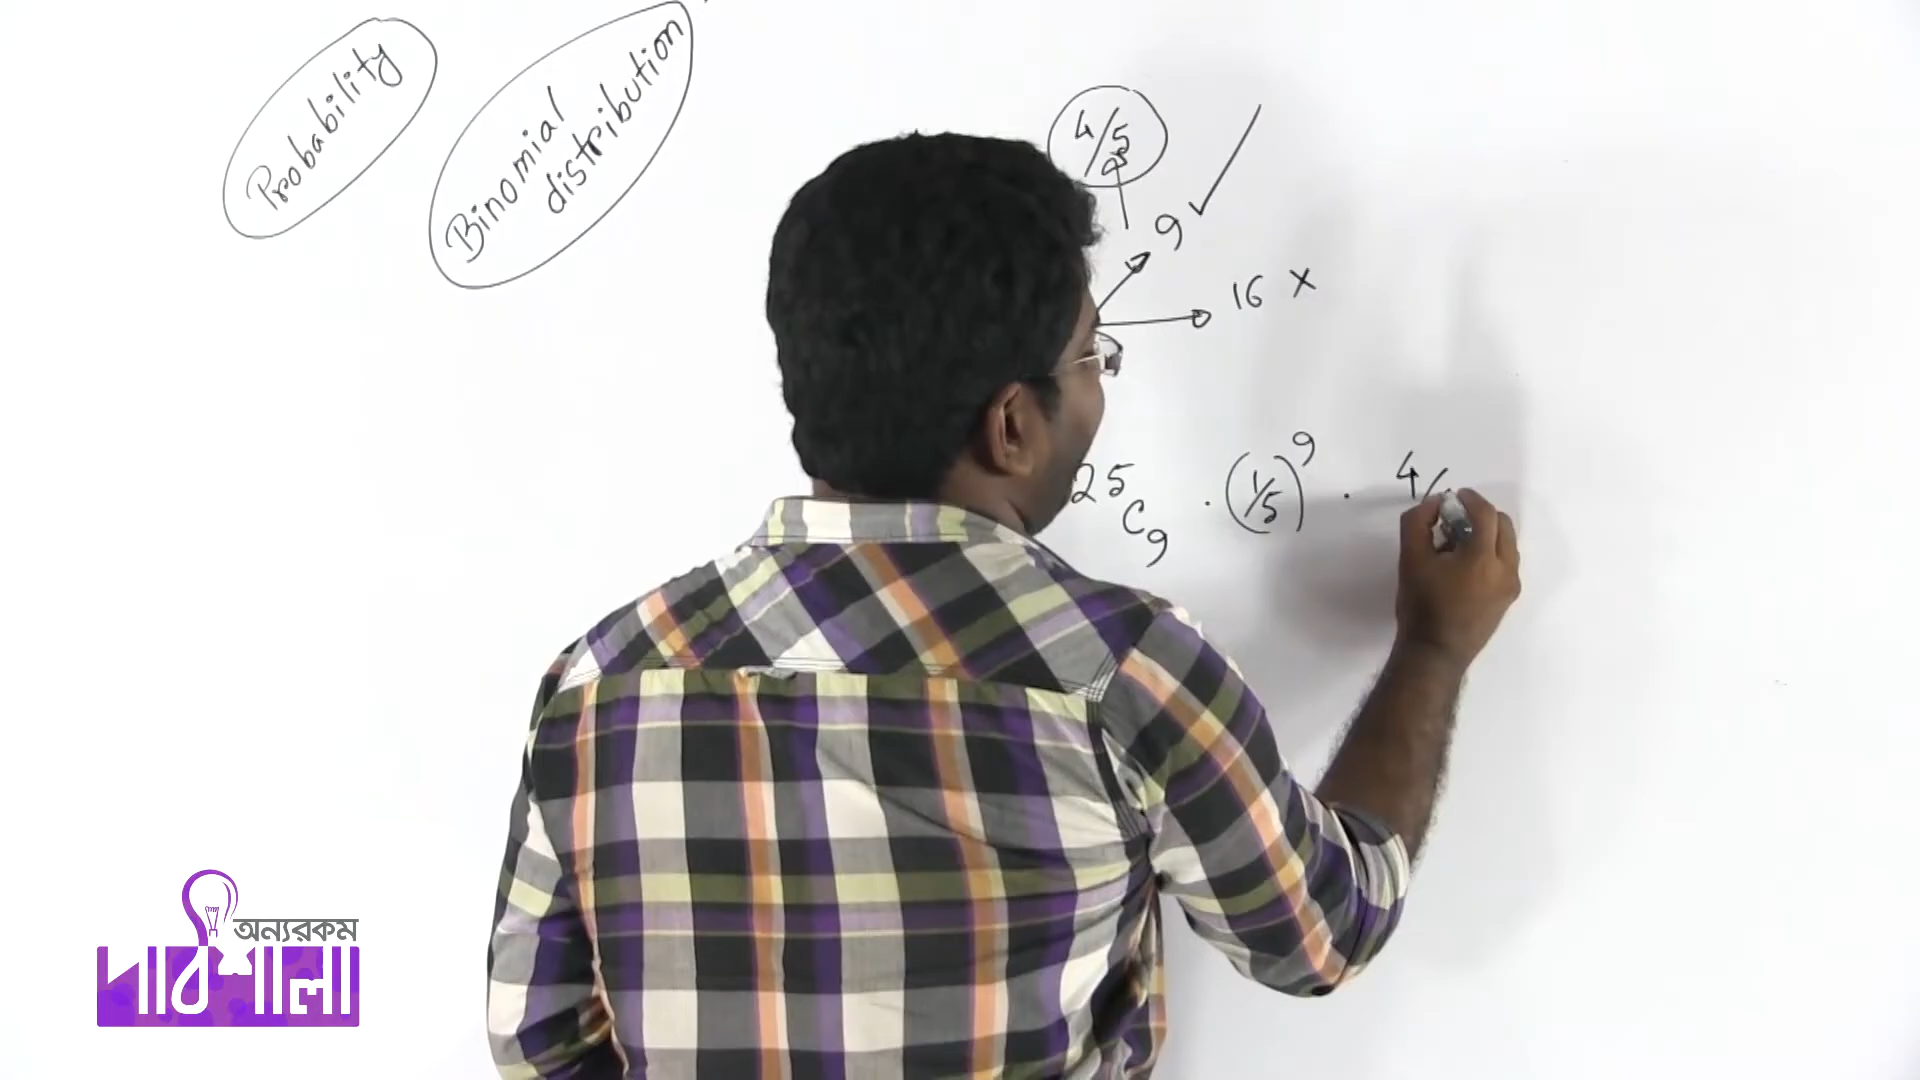 Probability
Binomial
distribution
4/5
9 ✓
16 ×
25C9 · (1/5)^9 · 4/
অন্যরকম
পাঠশালা